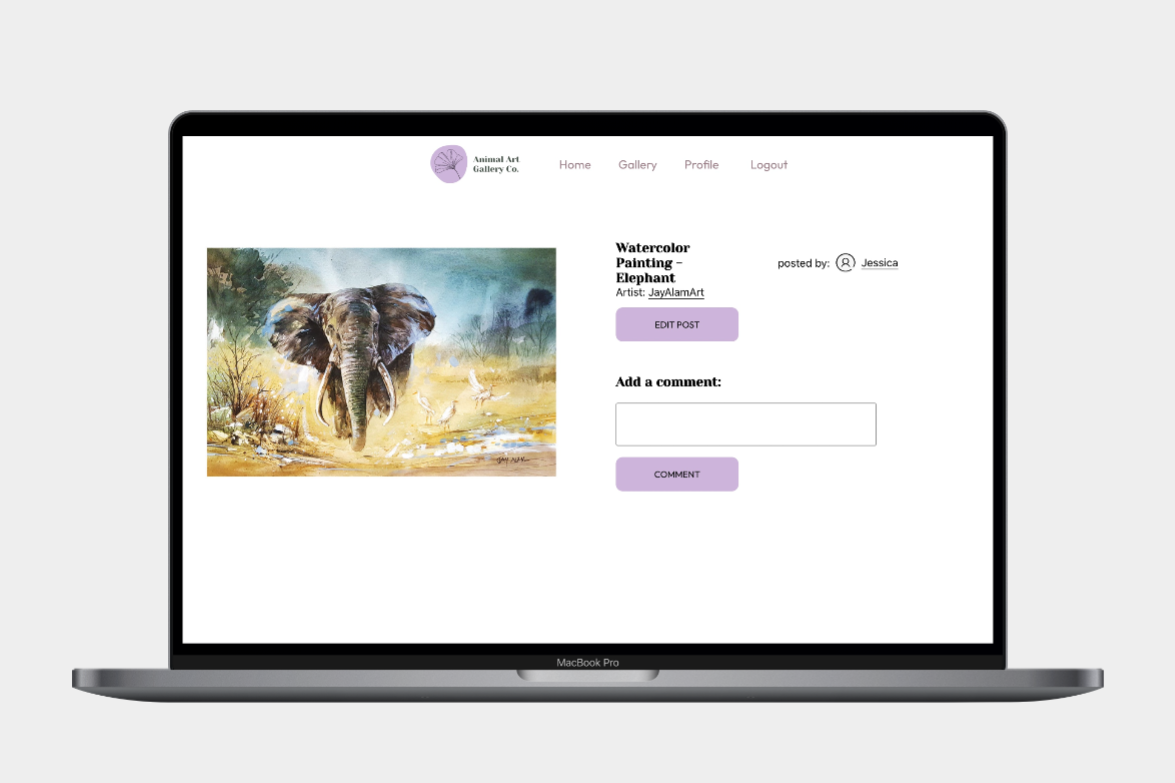 Animal Art
Gallery Co.
Home
Gallery
Profile
Logout
Watercolor
Painting -
Elephant
posted by:
Jessica
Artist: JayAlamArt
EDIT POST
Add a comment:
COMMENT
MacBook Pro